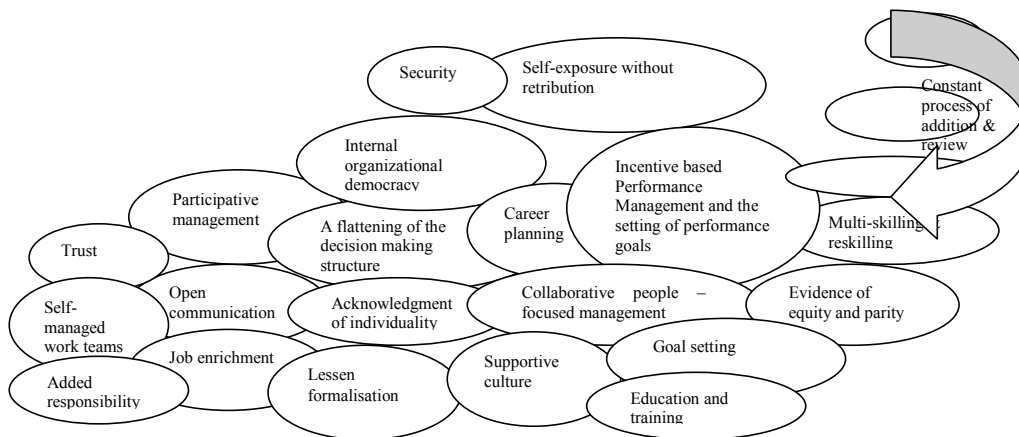 Security
Self-exposure without
retribution
Constant
process of
addition &
review
Internal
organizational
democracy
Incentive based
Performance
Management and the
setting of performance
goals
Participative
management
Career
planning
A flattening of the
decision making
structure
Multi-skilling &
reskilling
Trust
Open
communication
Acknowledgment
of individuality
Collaborative people –
focused management
Evidence of
equity and parity
Self-
managed
work teams
Job enrichment
Goal setting
Supportive
culture
Lessen
formalisation
Added
responsibility
Education and
training